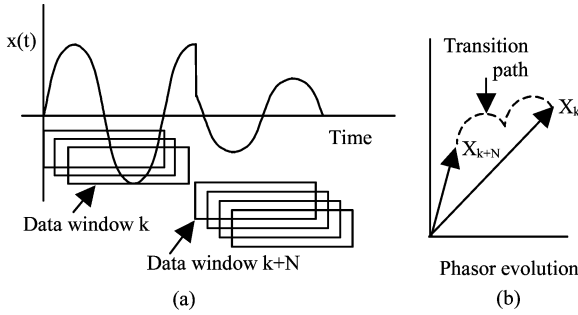 x(t)
Time
Data window k
Data window k+N
(a)
Transition
path
Xk
Xk+N
Phasor evolution
(b)